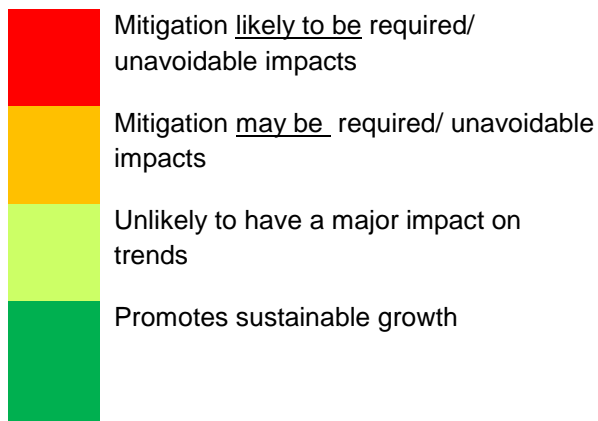 Mitigation likely to be required/
unavoidable impacts
Mitigation may be  required/ unavoidable
impacts
Unlikely to have a major impact on
trends
Promotes sustainable growth